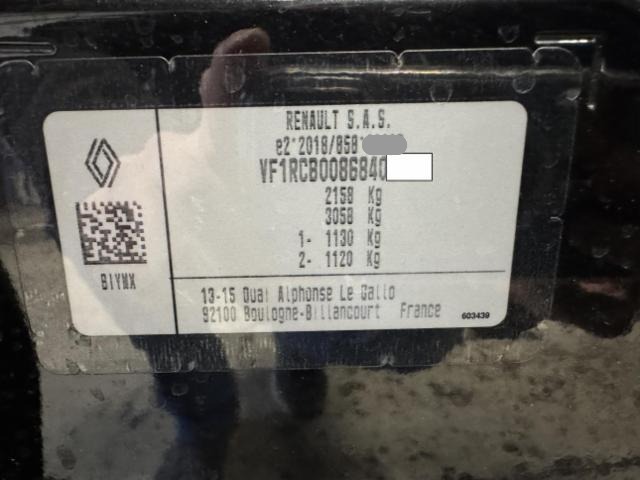 RENAULT S.A.S.
e2*2018/858*
VF1RCB0086840
2158 Kg
3058 Kg
1- 1130 Kg
2- 1120 Kg
BIYMX
13-15 Quai Alphonse Le Gallo
92100 Boulogne-Billancourt France
603439